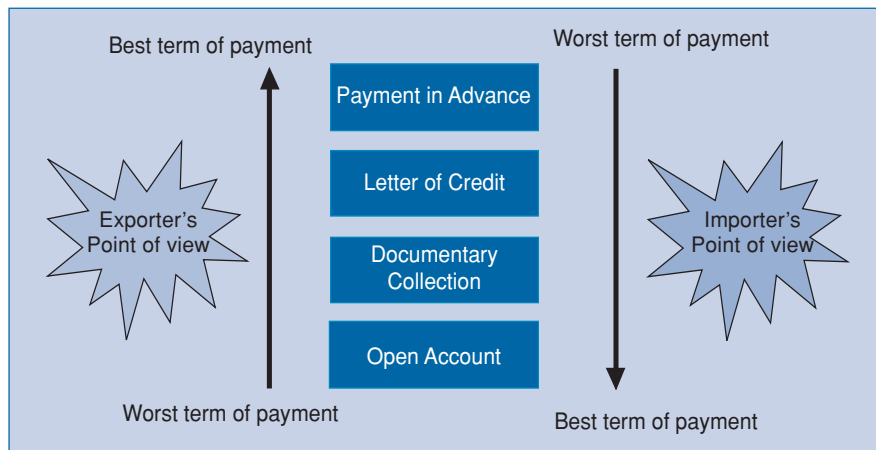 Best term of payment
Worst term of payment
Payment in Advance
Letter of Credit
Exporter's
Point of view
Importer's
Point of view
Documentary
Collection
Open Account
Worst term of payment
Best term of payment